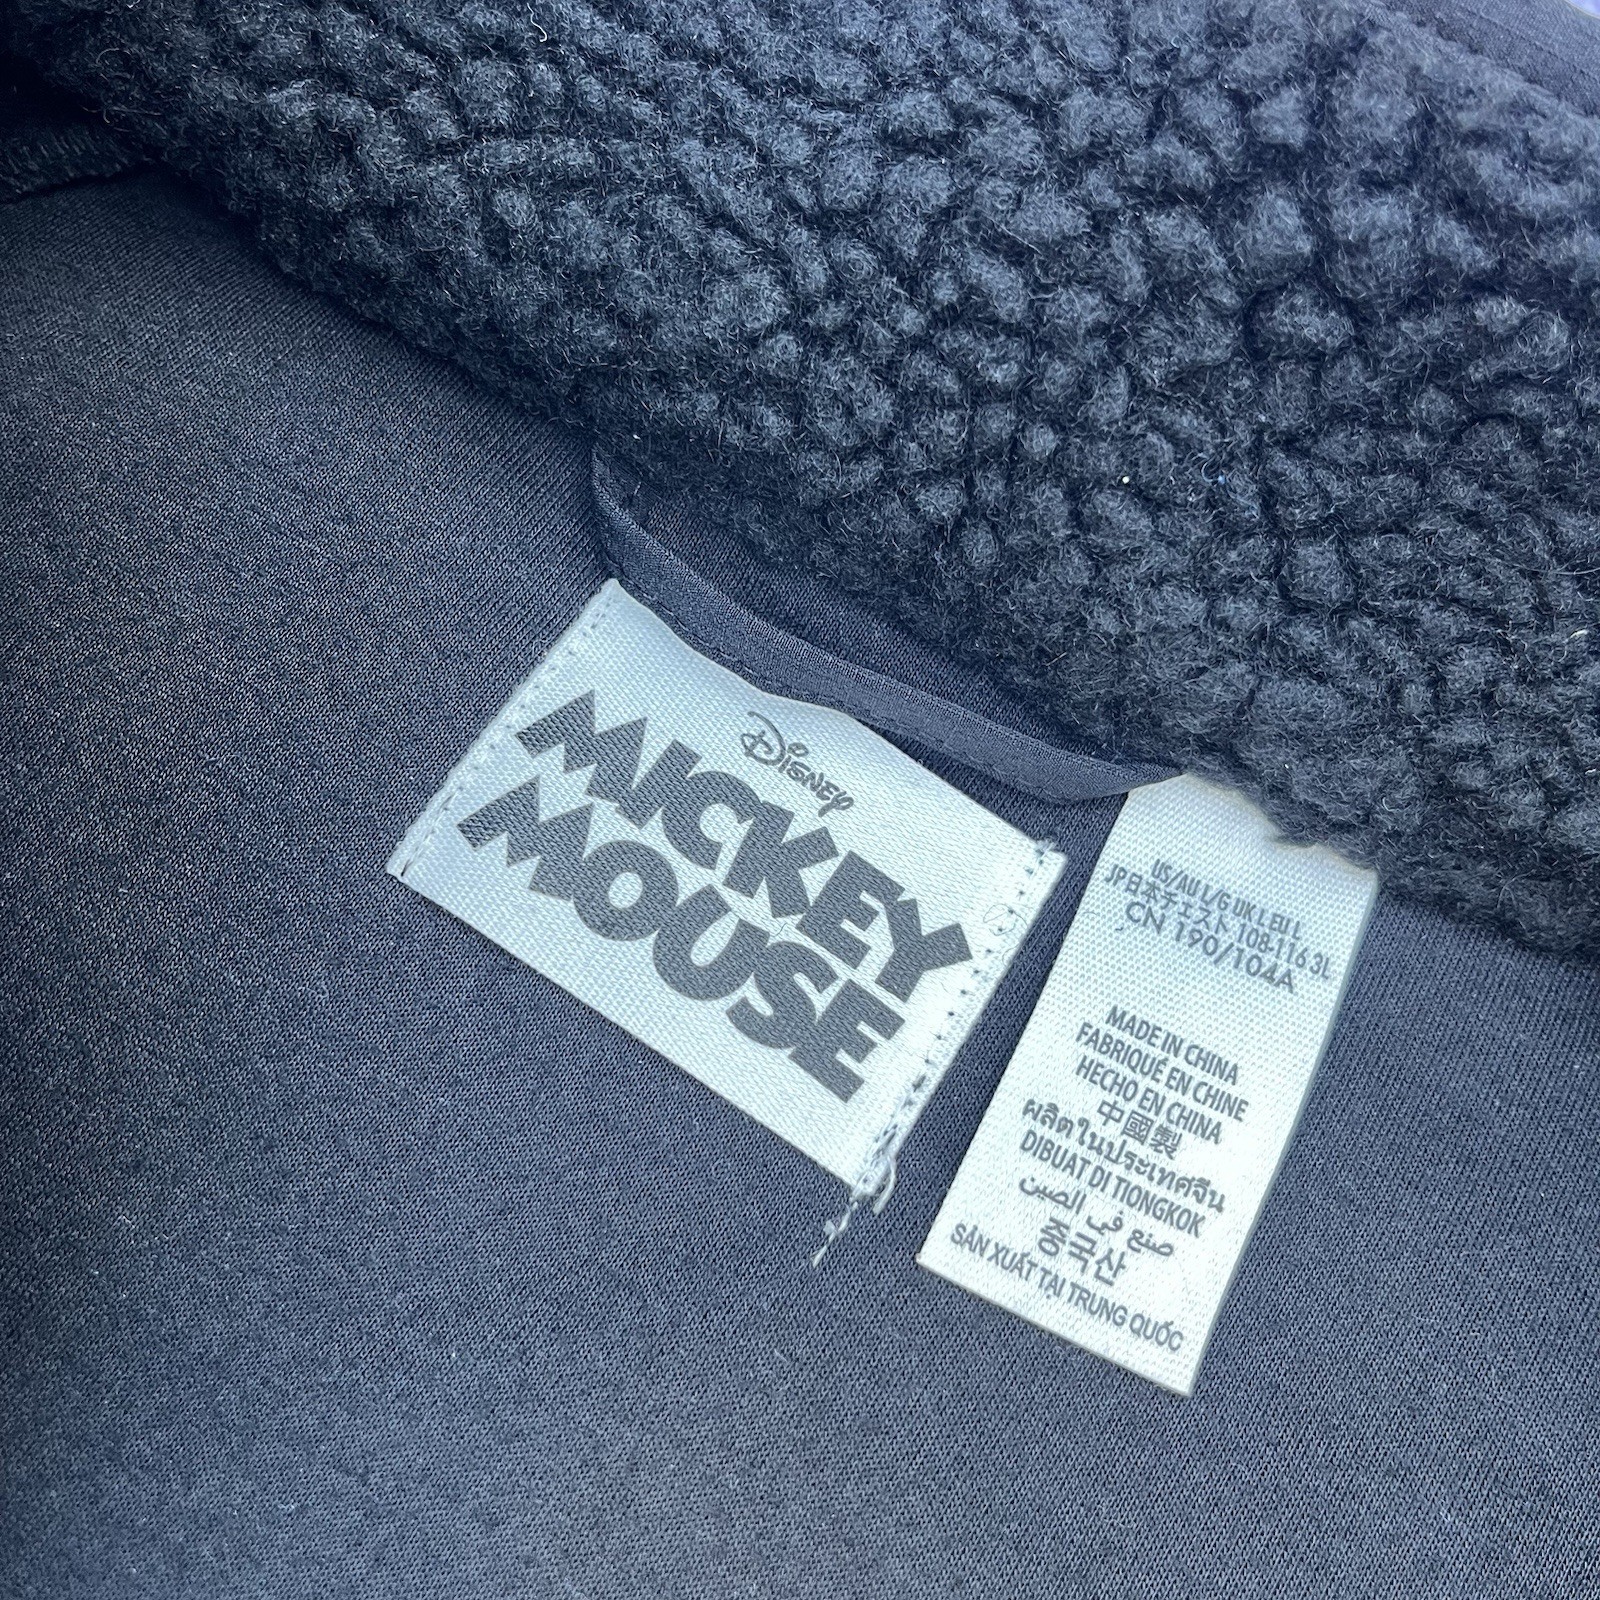 Disney
MICKEY
MOUSE
US/AU L/G UK L EU L
JP日本チェスト 108-116 3L
CN 190/104A
MADE IN CHINA
FABRIQUÉ EN CHINE
HECHO EN CHINA
中國製
ผลิตในประเทศจีน
DIBUAT DI TIONGKOK
صنع في الصين
중국산
SẢN XUẤT TẠI TRUNG QUỐC